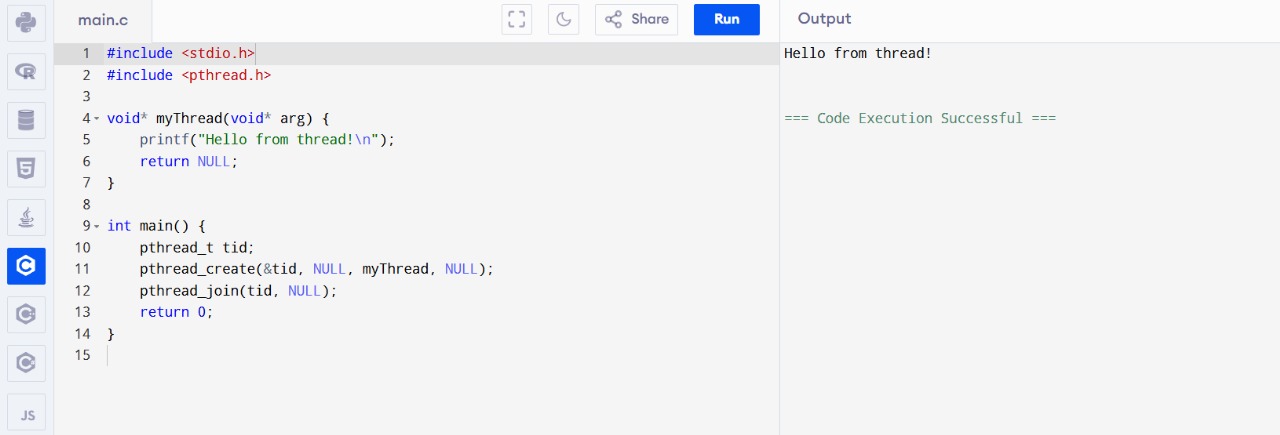 main.c
Share
Run
Output
1 #include <stdio.h>
2 #include <pthread.h>
3
4 void* myThread(void* arg) {
5     printf("Hello from thread!\n");
6     return NULL;
7 }
8
9 int main() {
10     pthread_t tid;
11     pthread_create(&tid, NULL, myThread, NULL);
12     pthread_join(tid, NULL);
13     return 0;
14 }
15
Hello from thread!
=== Code Execution Successful ===
R
5
C
C
C
JS